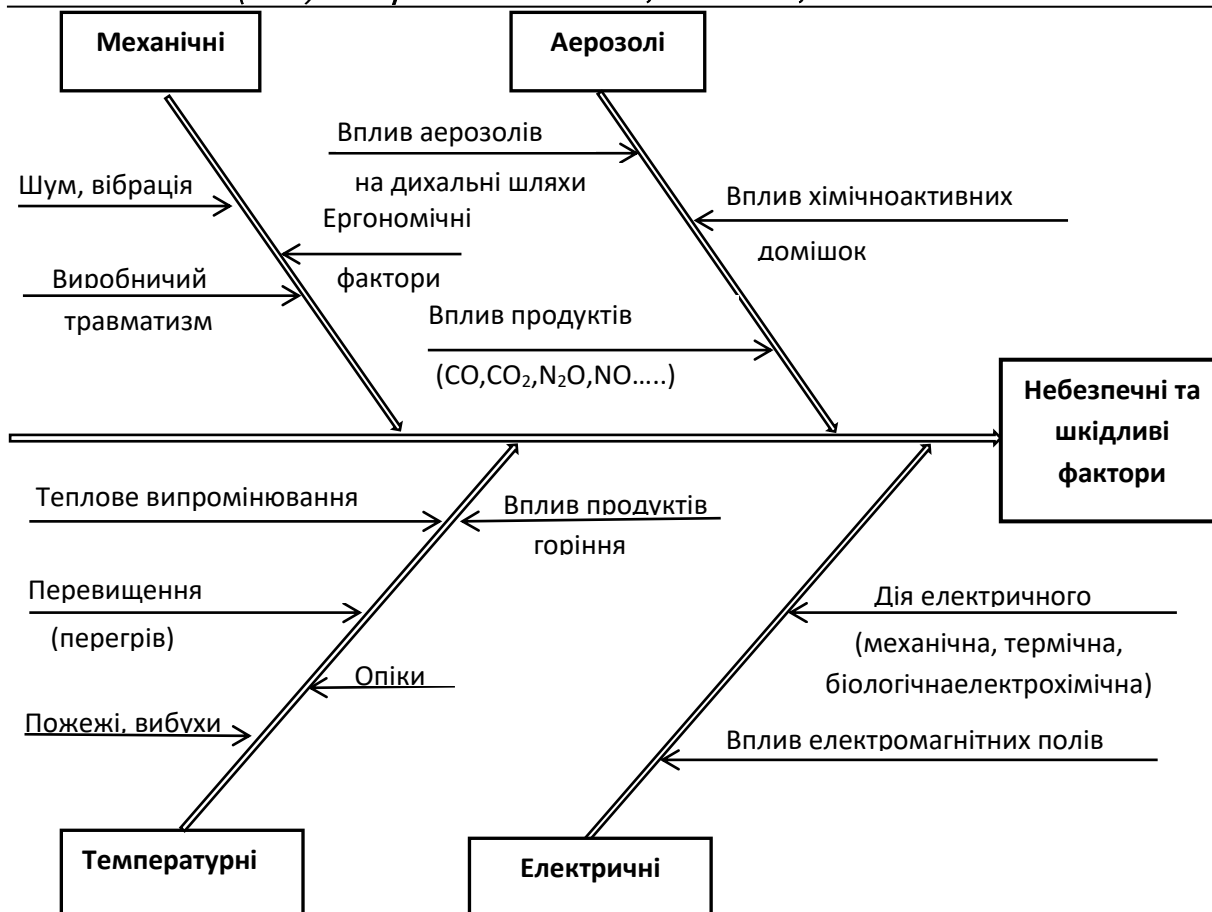 Механічні
Аерозолі
Вплив аерозолів
на дихальні шляхи
Шум, вібрація
Ергономічні
фактори
Вплив хімічноактивних
домішок
Виробничий
травматизм
Вплив продуктів
(CO,CO₂,N₂O,NO…..)
Небезпечні та
шкідливі
фактори
Теплове випромінювання
Вплив продуктів
горіння
Перевищення
(перегрів)
Дія електричного
(механічна, термічна,
біологічнаелектрохімічна)
Опіки
Пожежі, вибухи
Вплив електромагнітних полів
Температурні
Електричні